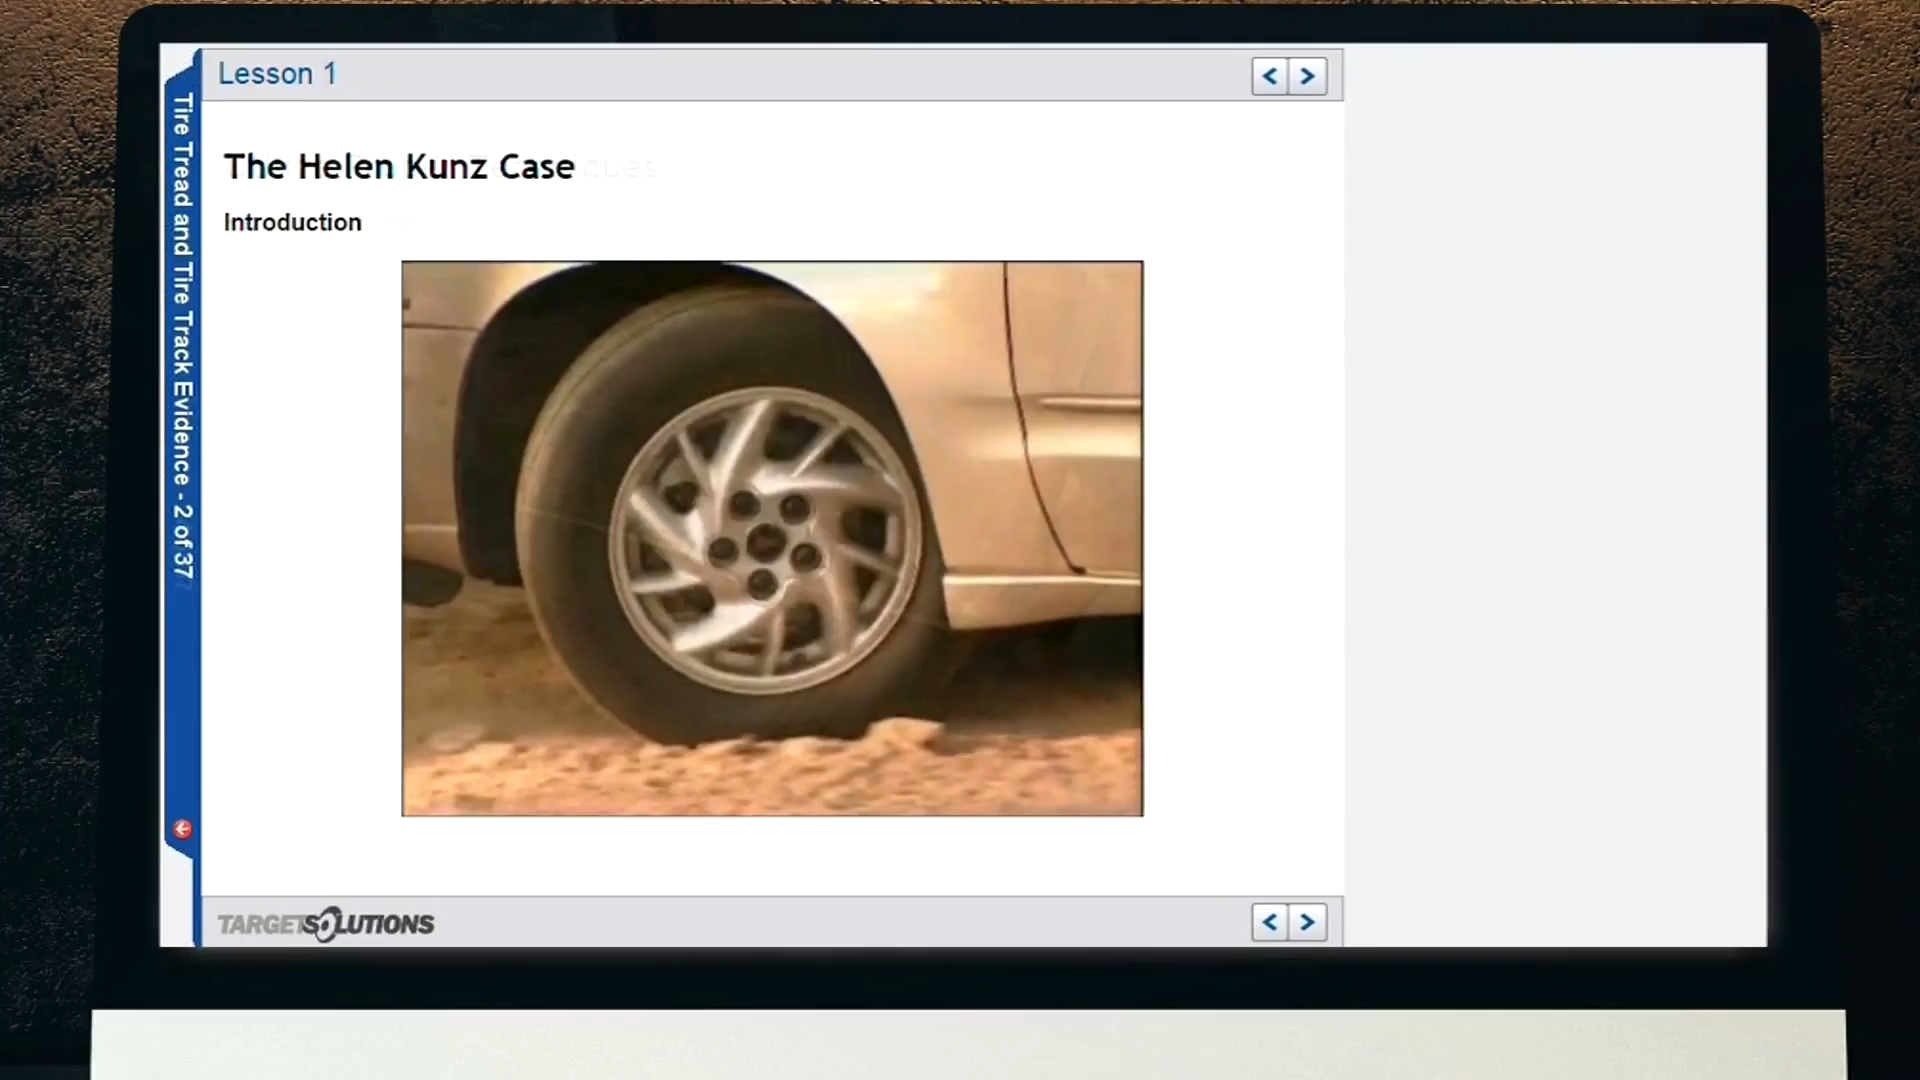 Lesson 1
Tire Tread and Tire Track Evidence - 2 of 37
The Helen Kunz Case
Introduction
TARGETSOLUTIONS